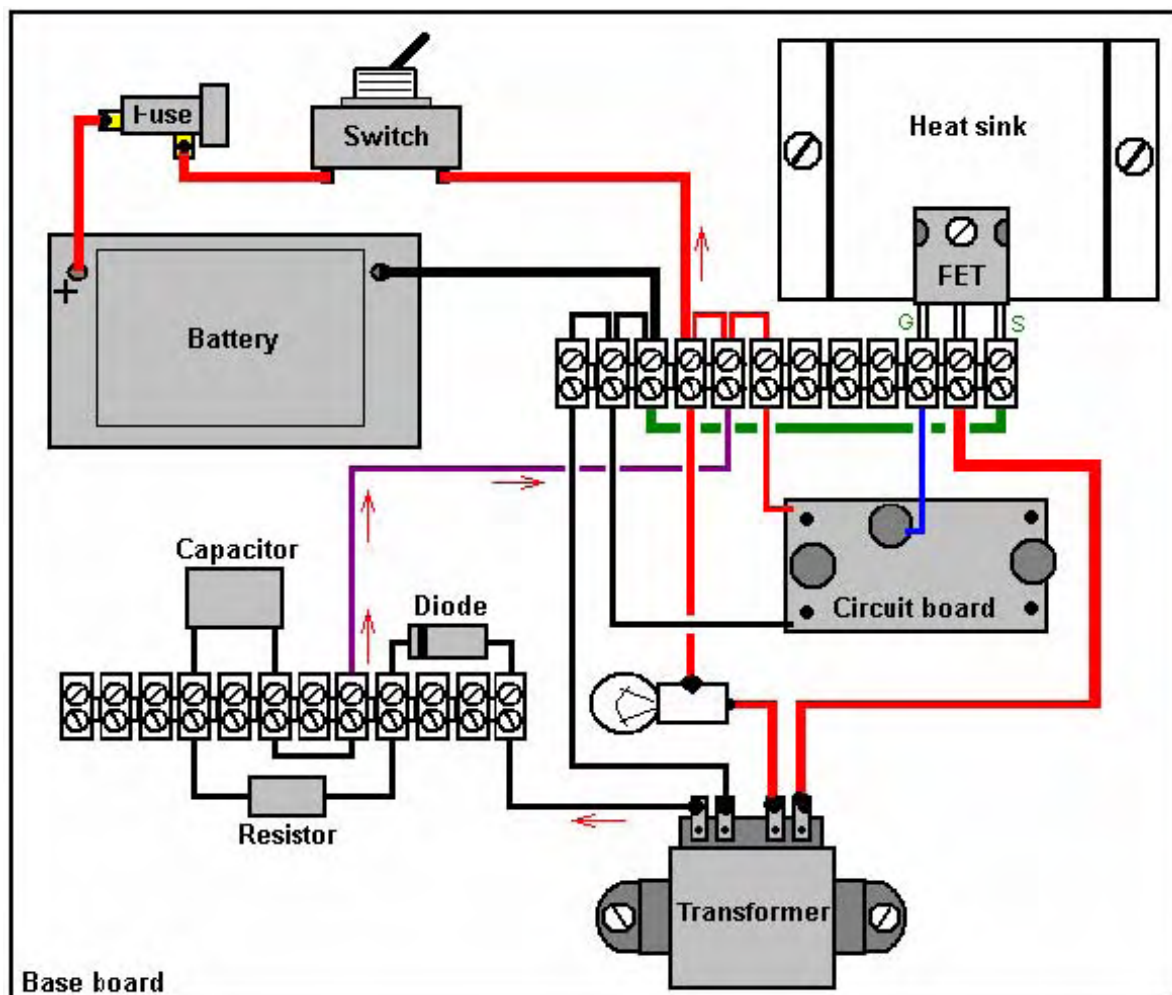 Fuse
Switch
Heat sink
FET
+
Battery
G
S
Capacitor
Diode
Circuit board
Resistor
Transformer
Base board